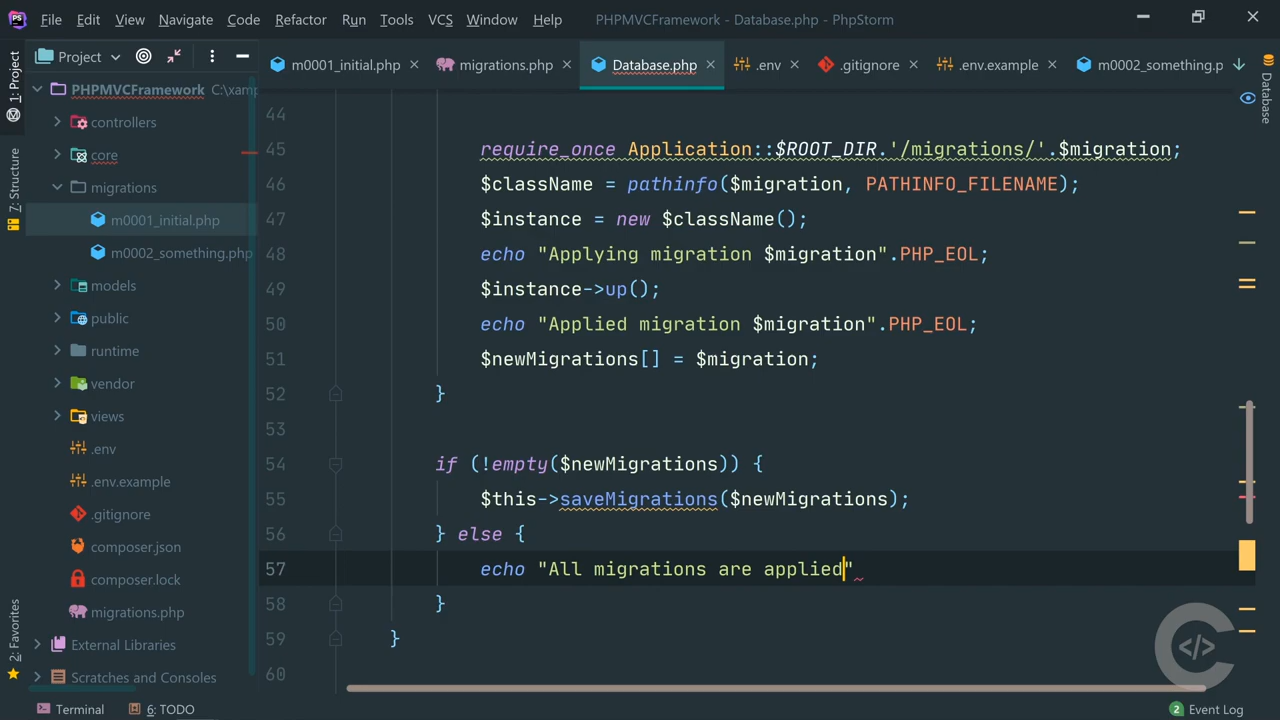 PS File Edit View Navigate Code Refactor Run Tools VCS Window Help PHPMVCFramework - Database.php - PhpStorm
Project
m0001_initial.php migrations.php Database.php .env .gitignore .env.example m0002_something.p
1: Project
7: Structure
2: Favorites
PHPMVCFramework C:\xamp
controllers
core
migrations
m0001_initial.php
m0002_something.php
models
public
runtime
vendor
views
.env
.env.example
.gitignore
composer.json
composer.lock
migrations.php
External Libraries
Scratches and Consoles
44
45 require_once Application::$ROOT_DIR.'/migrations/'.$migration;
46 $className = pathinfo($migration, PATHINFO_FILENAME);
47 $instance = new $className();
48 echo "Applying migration $migration".PHP_EOL;
49 $instance->up();
50 echo "Applied migration $migration".PHP_EOL;
51 $newMigrations[] = $migration;
52 }
53
54 if (!empty($newMigrations)) {
55 $this->saveMigrations($newMigrations);
56 } else {
57 echo "All migrations are applied"
58 }
59 }
60
Database
</>
Terminal 6: TODO 2 Event Log